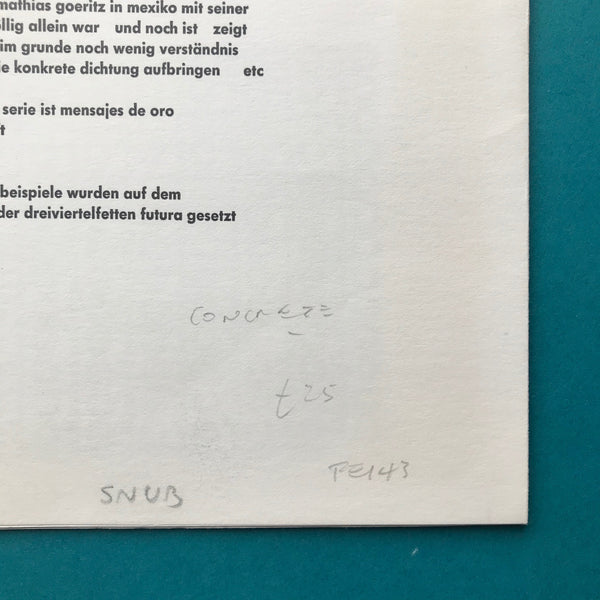 mathias goeritz in mexiko mit seiner
llig allein war und noch ist zeigt
im grunde noch wenig verständnis
ie konkrete dichtung aufbringen etc
serie ist mensajes de oro
t
beispiele wurden auf dem
der dreiviertelfetten futura gesetzt
CONCRETE
£25
FE143
SNUB